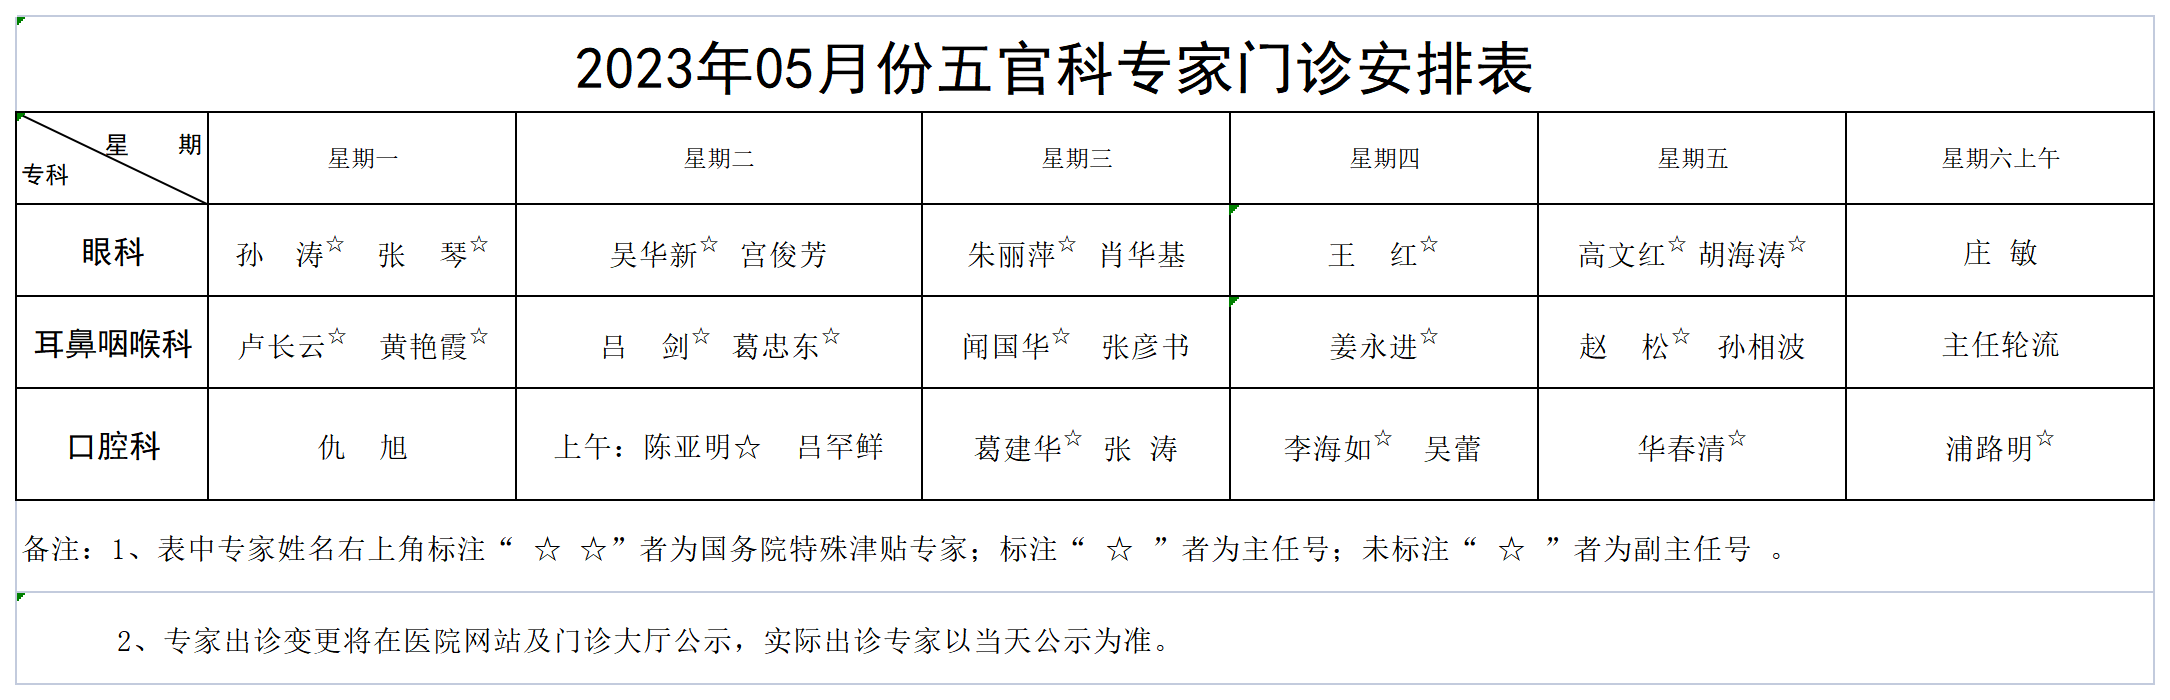 2023年05月份五官科专家门诊安排表
星　　期
专科
星期一 星期二 星期三 星期四 星期五 星期六上午
眼科 孙　涛☆ 张　琴☆ 吴华新☆ 宫俊芳 朱丽萍☆ 肖华基 王　红☆ 高文红☆ 胡海涛☆ 庄 敏
耳鼻咽喉科 卢长云☆ 黄艳霞☆ 吕　剑☆ 葛忠东☆ 闻国华☆ 张彦书 姜永进☆ 赵　松☆ 孙相波 主任轮流
口腔科 仇　旭 上午：陈亚明☆ 吕罕鲜 葛建华☆ 张 涛 李海如☆ 吴蕾 华春清☆ 浦路明☆
备注：1、表中专家姓名右上角标注“ ☆ ☆”者为国务院特殊津贴专家；标注“ ☆ ”者为主任号；未标注“ ☆ ”者为副主任号 。
2、专家出诊变更将在医院网站及门诊大厅公示，实际出诊专家以当天公示为准。